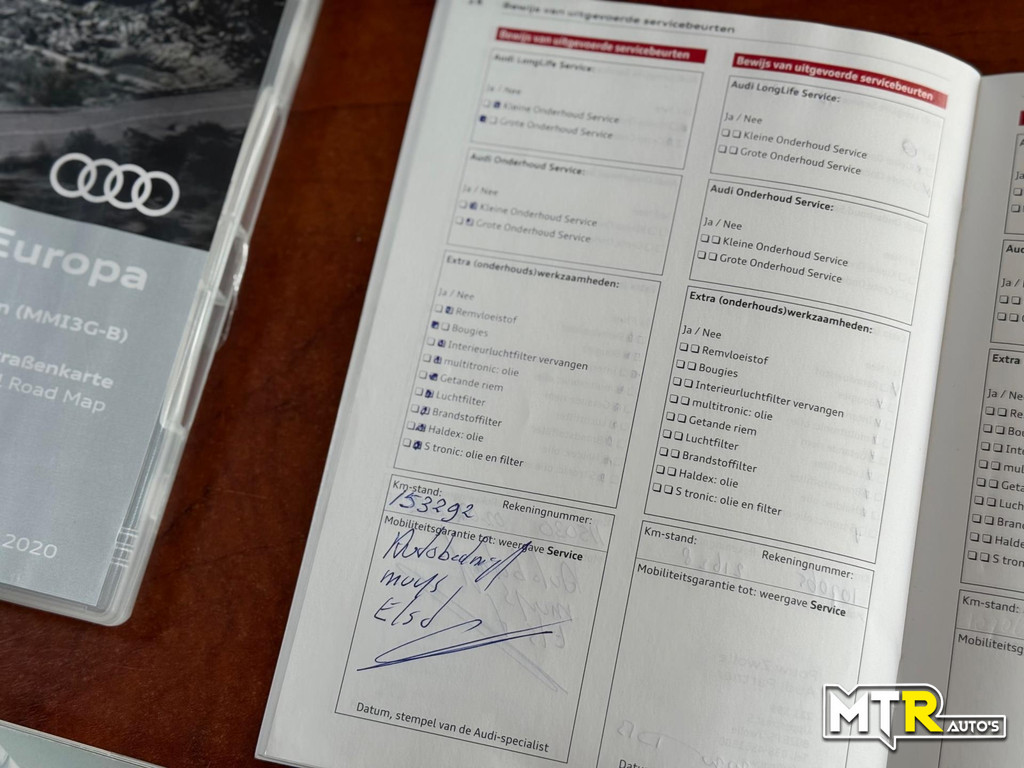 Europa
(MMI3G-B)
Road Map
2020
Bewijs van uitgevoerde servicebeurten
Bewijs van uitgevoerde servicebeurten
Audi LongLife Service:
Ja / Nee
Kleine Onderhoud Service
Grote Onderhoud Service
Audi Onderhoud Service:
Ja / Nee
Kleine Onderhoud Service
Grote Onderhoud Service
Extra (onderhouds)werkzaamheden:
Ja / Nee
Remvloeistof
Bougies
Interieurluchtfilter vervangen
multitronic: olie
Getande riem
Luchtfilter
Brandstoffilter
Haldex: olie
S tronic: olie en filter
Km-stand:
153292
Rekeningnummer:
Mobiliteitsgarantie tot: weergave Service
Autobedrijf
muys
Elsd
Datum, stempel van de Audi-specialist
Bewijs van uitgevoerde servicebeurten
Audi LongLife Service:
Ja / Nee
Kleine Onderhoud Service
Grote Onderhoud Service
Audi Onderhoud Service:
Ja / Nee
Kleine Onderhoud Service
Grote Onderhoud Service
Extra (onderhouds)werkzaamheden:
Ja / Nee
Remvloeistof
Bougies
Interieurluchtfilter vervangen
multitronic: olie
Getande riem
Luchtfilter
Brandstoffilter
Haldex: olie
S tronic: olie en filter
Km-stand:
Rekeningnummer:
Mobiliteitsgarantie tot: weergave Service
Extra
Km-stand:
MTR AUTO'S